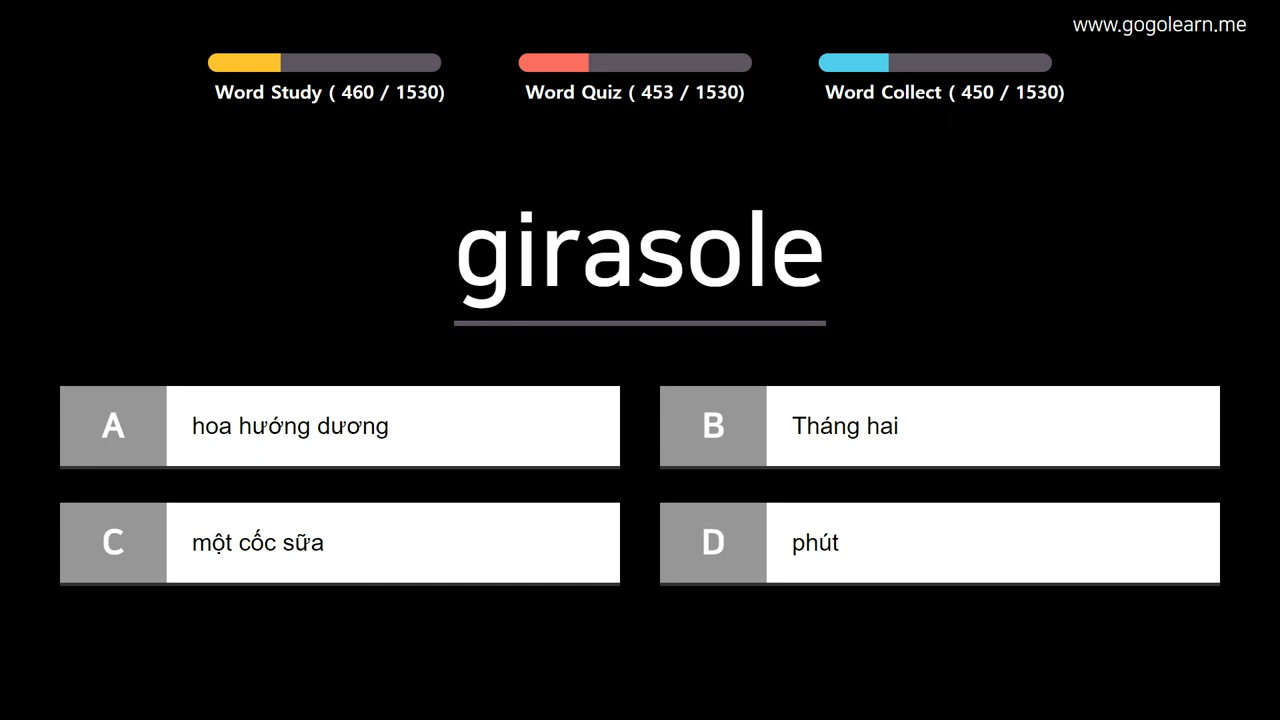 www.gogolearn.me
Word Study ( 460 / 1530)
Word Quiz ( 453 / 1530)
Word Collect ( 450 / 1530)
girasole
A hoa hướng dương
B Tháng hai
C một cốc sữa
D phút